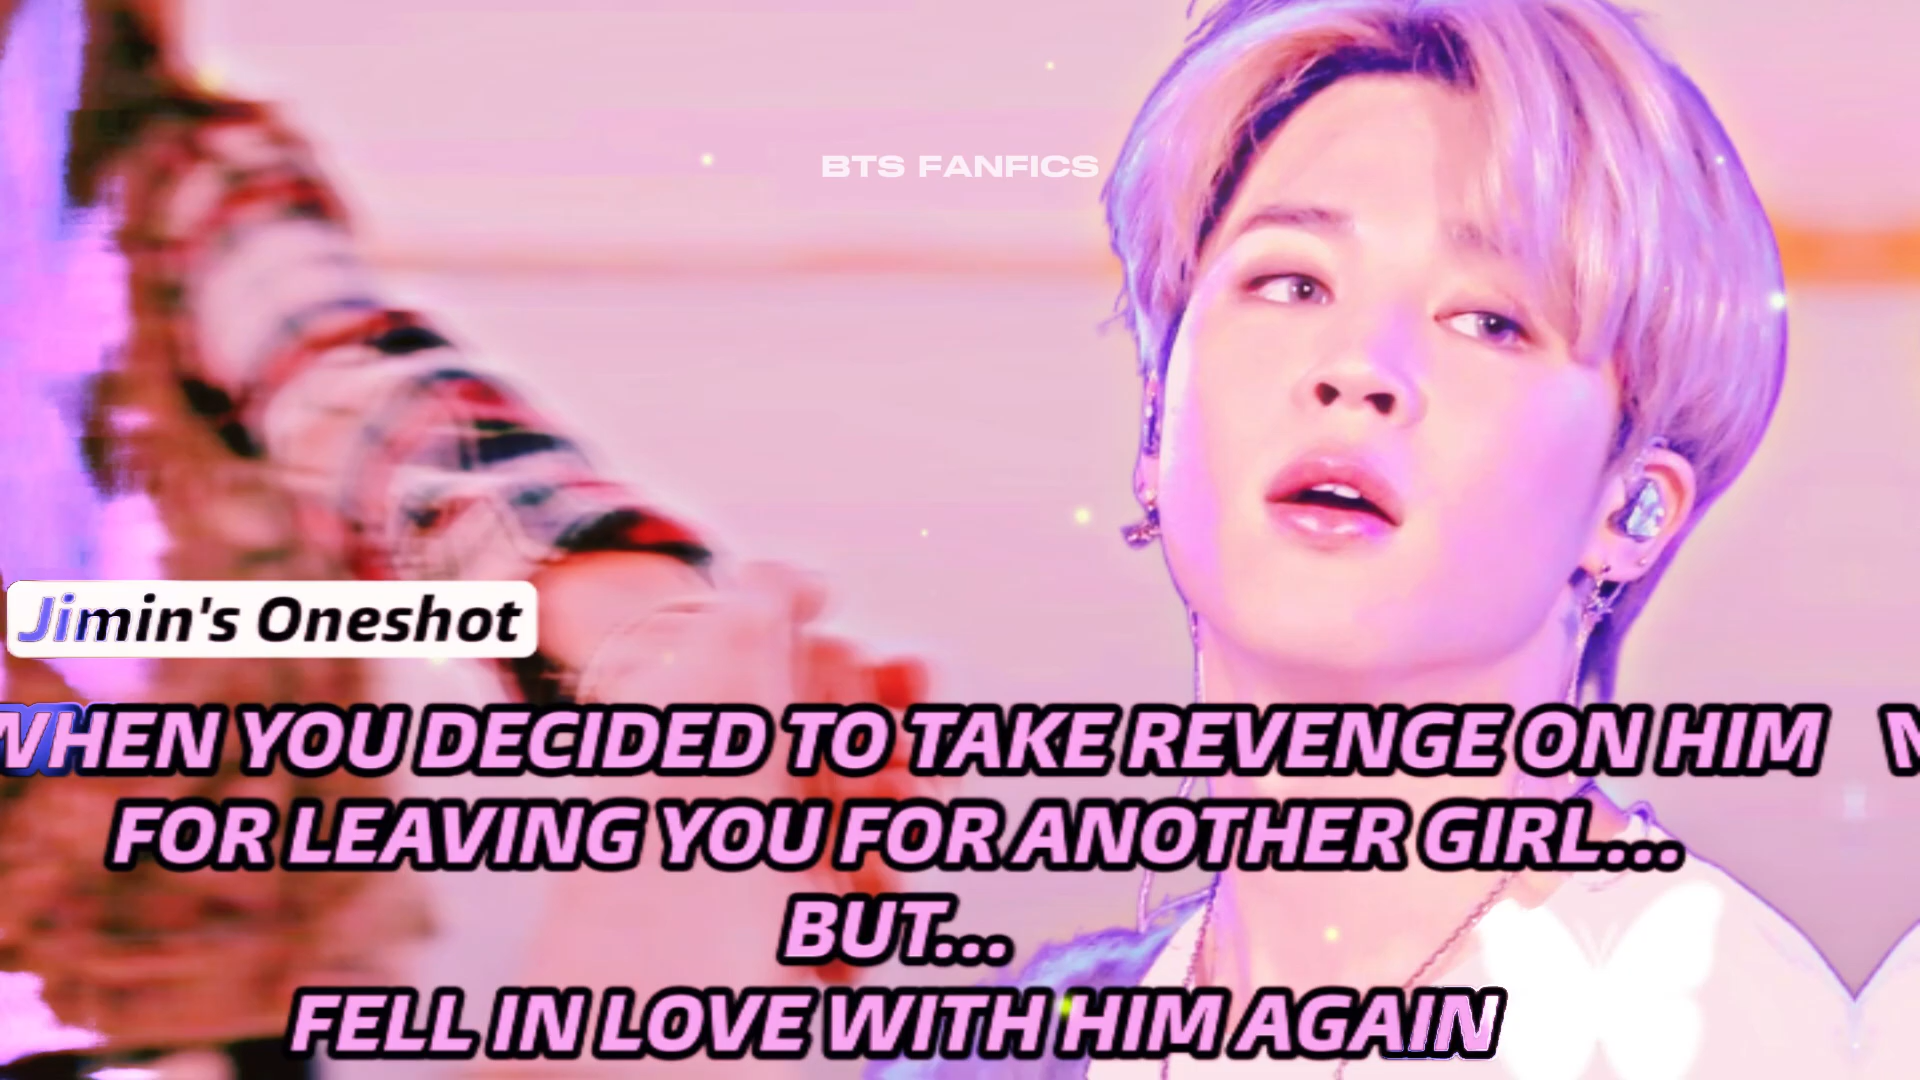 BTS FANFICS
Jimin's Oneshot
WHEN YOU DECIDED TO TAKE REVENGE ON HIM
FOR LEAVING YOU FOR ANOTHER GIRL...
BUT...
FELL IN LOVE WITH HIM AGAIN